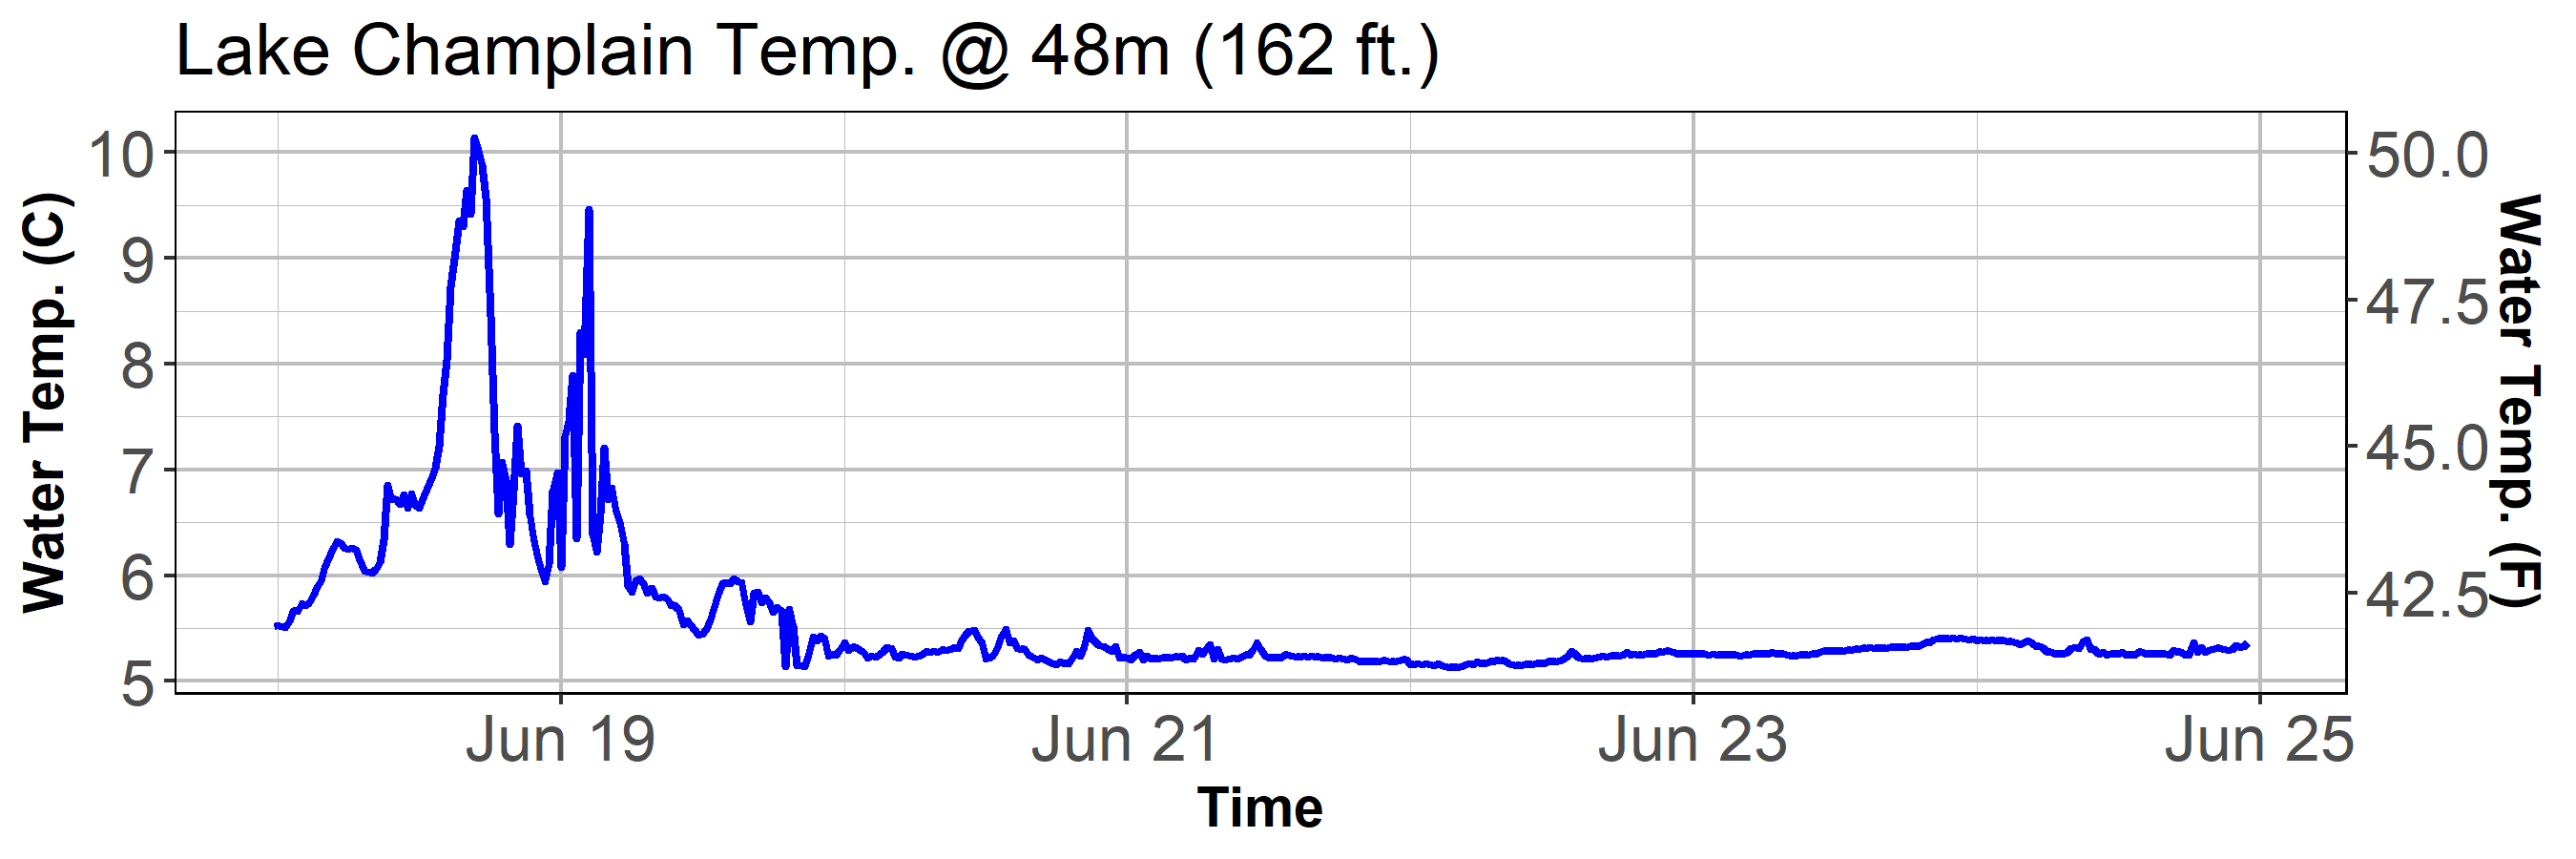 Lake Champlain Temp. @ 48m (162 ft.)
Water Temp. (C)
10
9
8
7
6
5
50.0
47.5
45.0
42.5
Water Temp. (F)
Jun 19 Jun 21 Jun 23 Jun 25
Time